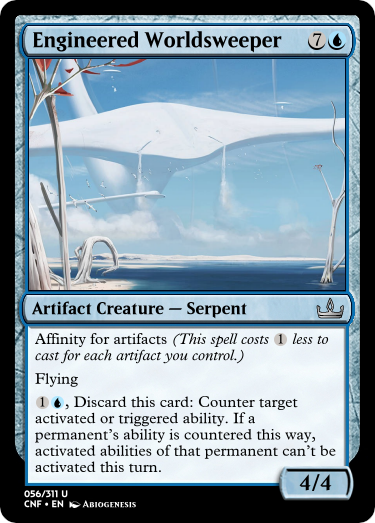 Engineered Worldsweeper 7
Artifact Creature — Serpent
Affinity for artifacts (This spell costs 1 less to
cast for each artifact you control.)
Flying
1, Discard this card: Counter target
activated or triggered ability. If a
permanent's ability is countered this way,
activated abilities of that permanent can't be
activated this turn.
4/4
056/311 U
CNF • EN Abiogenesis